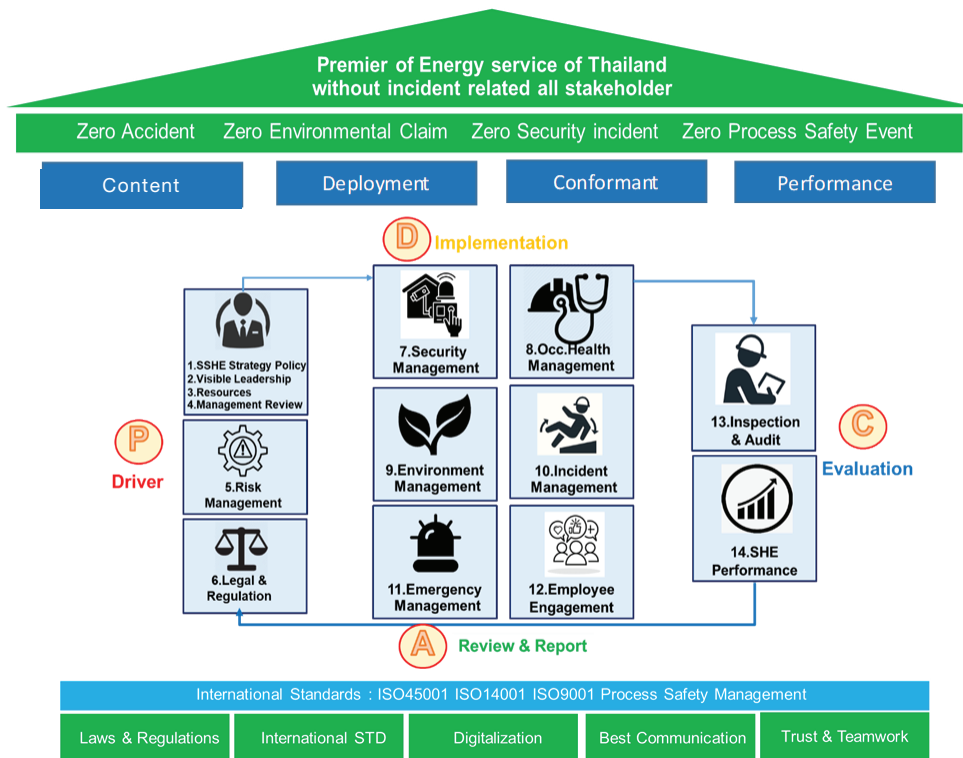 Premier of Energy service of Thailand
without incident related all stakeholder
Zero Accident Zero Environmental Claim Zero Security incident Zero Process Safety Event
Content Deployment Conformant Performance
D Implementation
1.SSHE Strategy Policy
2.Visible Leadership
3.Resources
4.Management Review
7.Security
Management
8.Occ.Health
Management
P
Driver
5.Risk
Management
9.Environment
Management
10.Incident
Management
13.Inspection
& Audit
C
Evaluation
6.Legal &
Regulation
11.Emergency
Management
12.Employee
Engagement
14.SHE
Performance
A Review & Report
International Standards : ISO45001 ISO14001 ISO9001 Process Safety Management
Laws & Regulations International STD Digitalization Best Communication Trust & Teamwork